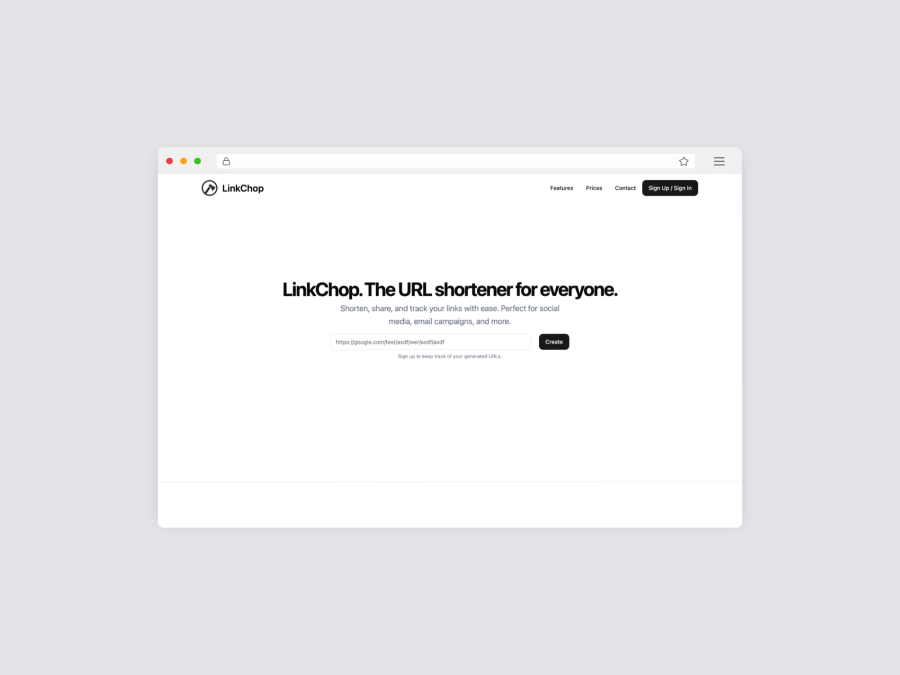 LinkChop
Features Prices Contact Sign Up / Sign In
LinkChop. The URL shortener for everyone.
Shorten, share, and track your links with ease. Perfect for social
media, email campaigns, and more.
https://google.com/test/asdf/wer/asdf/asdf Create
Sign up to keep track of your generated URLs.